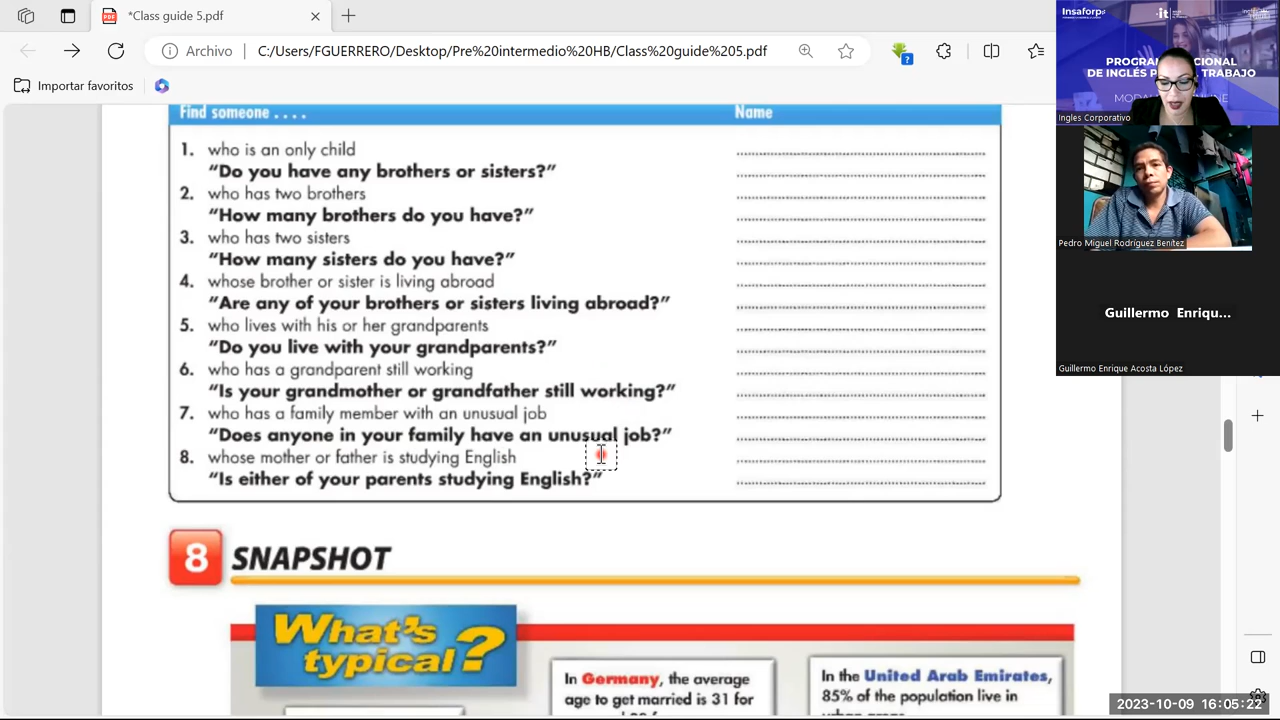 *Class guide 5.pdf
Archivo
C:/Users/FGUERRERO/Desktop/Pre%20intermedio%20HB/Class%20guide%205.pdf
Importar favoritos
Find someone . . . . Name
1. who is an only child
"Do you have any brothers or sisters?"
2. who has two brothers
"How many brothers do you have?"
3. who has two sisters
"How many sisters do you have?"
4. whose brother or sister is living abroad
"Are any of your brothers or sisters living abroad?"
5. who lives with his or her grandparents
"Do you live with your grandparents?"
6. who has a grandparent still working
"Is your grandmother or grandfather still working?"
7. who has a family member with an unusual job
"Does anyone in your family have an unusual job?"
8. whose mother or father is studying English
"Is either of your parents studying English?"
8 SNAPSHOT
What's
typical?
In Germany, the average
age to get married is 31 for
In the United Arab Emirates,
85% of the population live in
Insaforp
Ingles Corporativo
Pedro Miguel Rodríguez Benítez
Guillermo Enriqu...
Guillermo Enrique Acosta López
2023-10-09 16:05:22